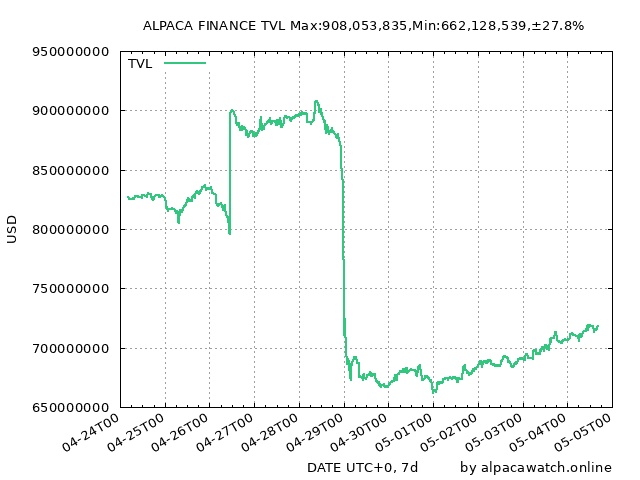 ALPACA FINANCE TVL Max:908,053,835,Min:662,128,539,±27.8%
TVL
950000000
900000000
850000000
800000000
750000000
700000000
650000000
USD
04-24T00
04-25T00
04-26T00
04-27T00
04-28T00
04-29T00
04-30T00
05-01T00
05-02T00
05-03T00
05-04T00
05-05T00
DATE UTC+0, 7d
by alpacawatch.online